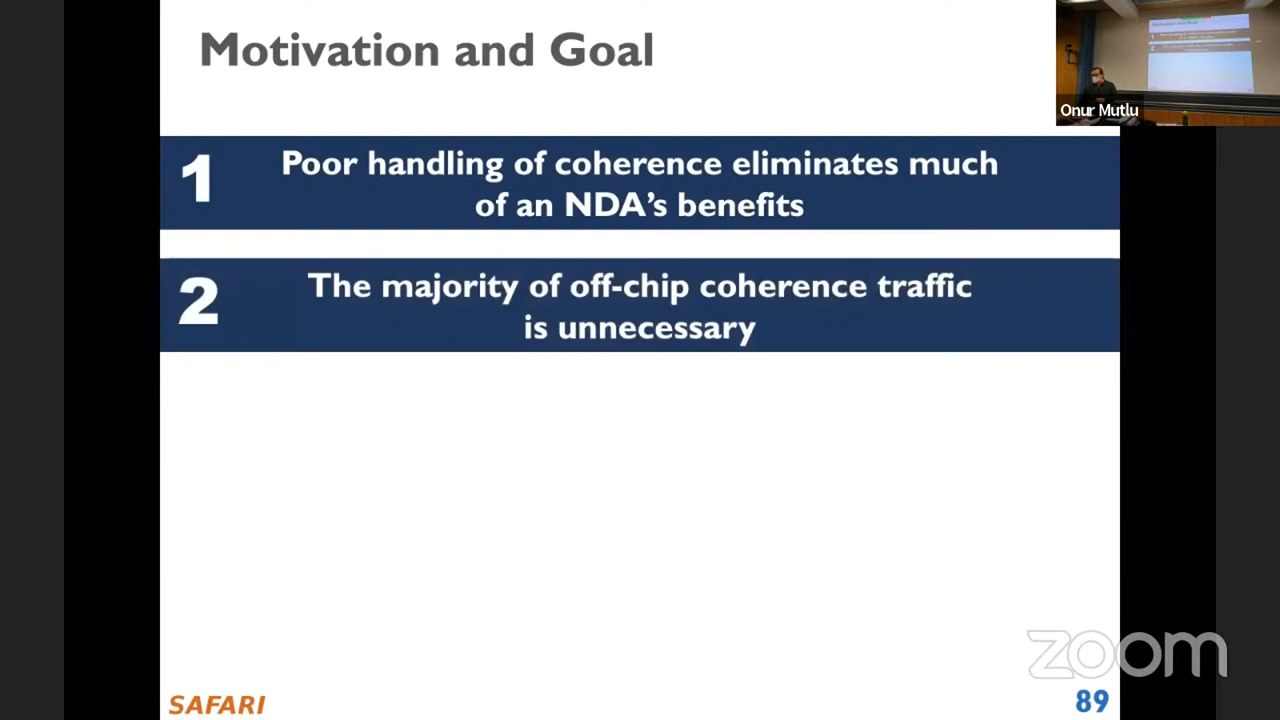 Motivation and Goal
Onur Mutlu
1
Poor handling of coherence eliminates much
of an NDA's benefits
2
The majority of off-chip coherence traffic
is unnecessary
zoom
SAFARI
89